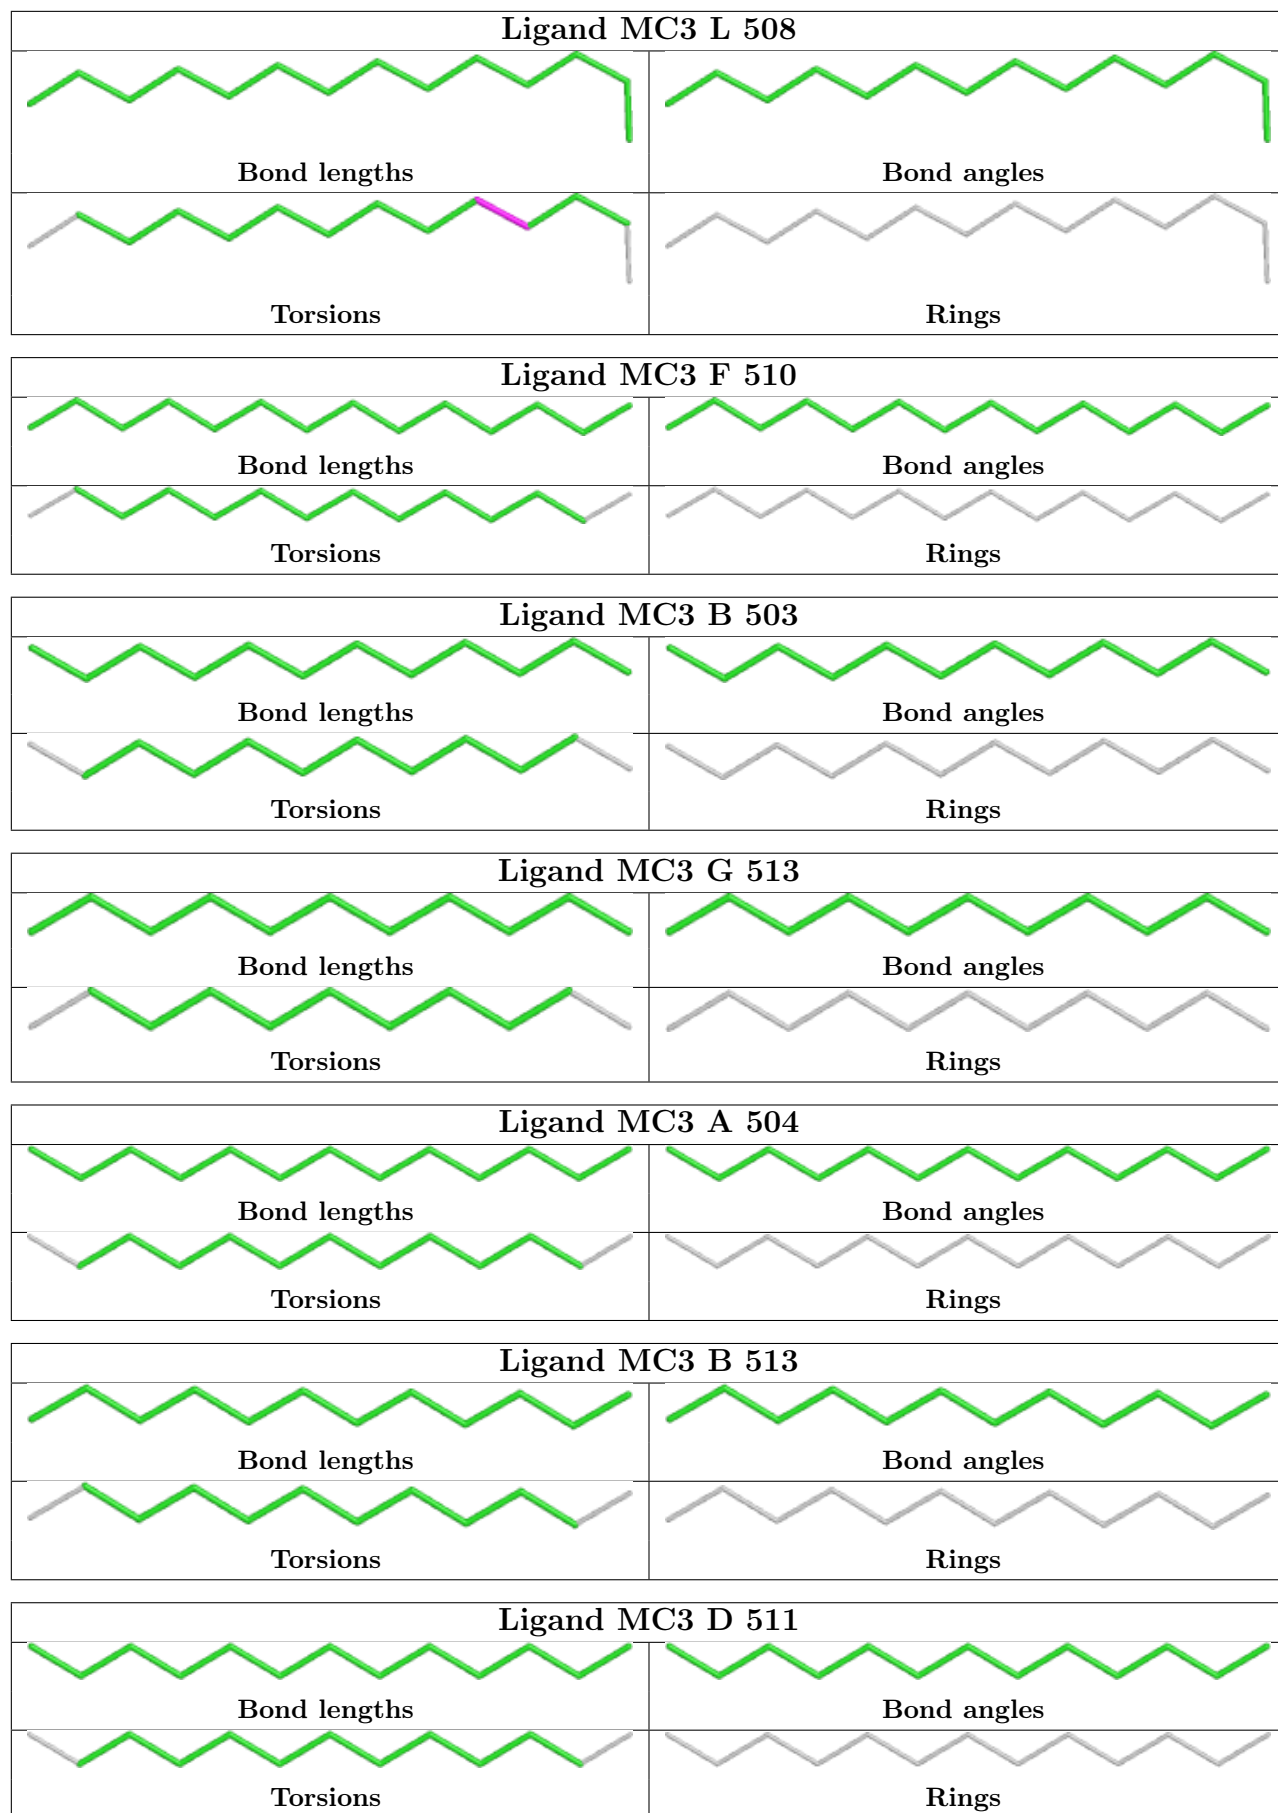 Ligand MC3 L 508
Bond lengths Bond angles
Torsions Rings
Ligand MC3 F 510
Bond lengths Bond angles
Torsions Rings
Ligand MC3 B 503
Bond lengths Bond angles
Torsions Rings
Ligand MC3 G 513
Bond lengths Bond angles
Torsions Rings
Ligand MC3 A 504
Bond lengths Bond angles
Torsions Rings
Ligand MC3 B 513
Bond lengths Bond angles
Torsions Rings
Ligand MC3 D 511
Bond lengths Bond angles
Torsions Rings